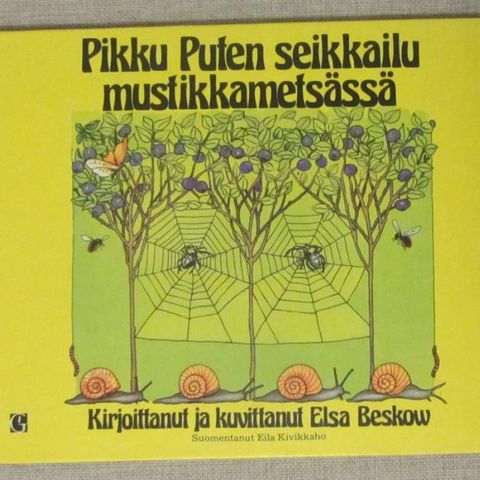 Pikku Puten seikkailu
mustikkametsässä
Kirjoittanut ja kuvittanut Elsa Beskow
Suomentanut Eila Kivikkaho
G